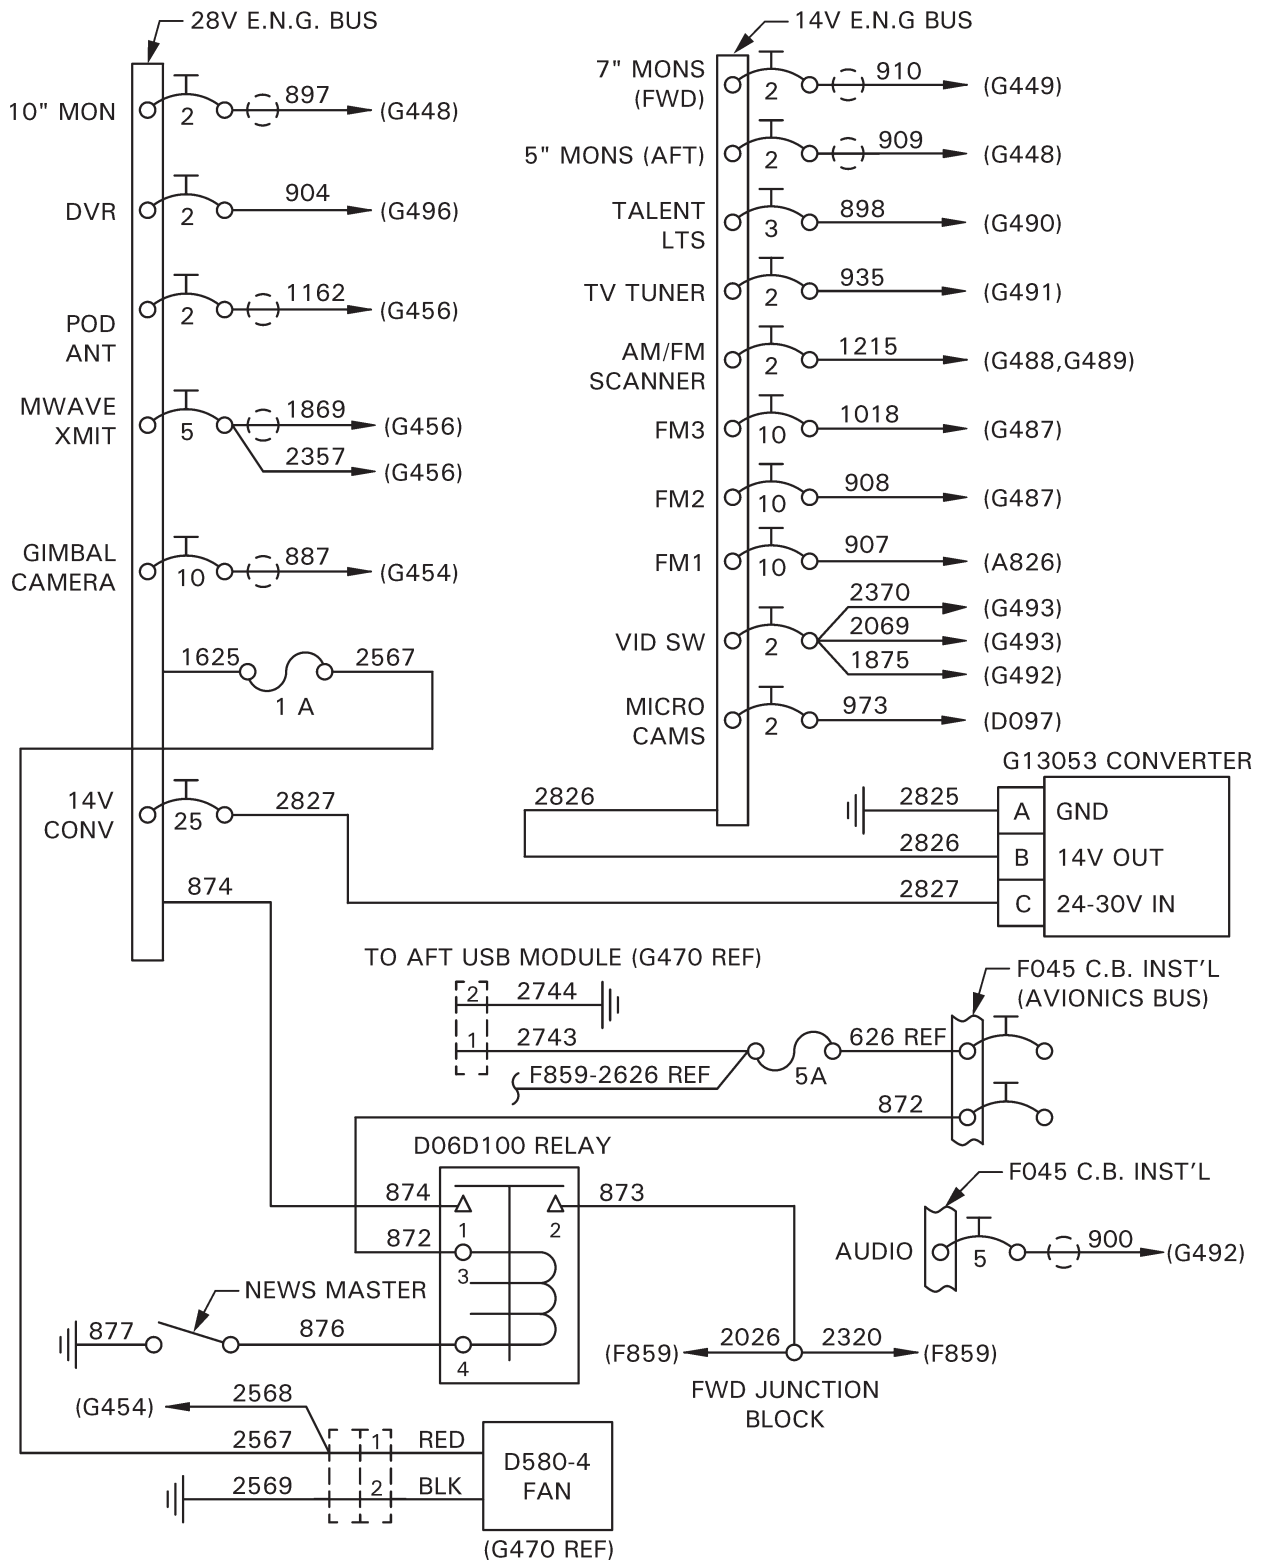 28V E.N.G. BUS
10" MON
2
897
(G448)
DVR
2
904
(G496)
POD
ANT
2
1162
(G456)
MWAVE
XMIT
5
1869
(G456)
2357
(G456)
GIMBAL
CAMERA
10
887
(G454)
1625
1 A
2567
14V
CONV
25
2827
874
14V E.N.G BUS
7" MONS
(FWD)
2
910
(G449)
5" MONS (AFT)
2
909
(G448)
TALENT
LTS
3
898
(G490)
TV TUNER
2
935
(G491)
AM/FM
SCANNER
2
1215
(G488,G489)
FM3
10
1018
(G487)
FM2
10
908
(G487)
FM1
10
907
(A826)
VID SW
2
2370
(G493)
2069
(G493)
1875
(G492)
MICRO
CAMS
2
973
(D097)
2826
G13053 CONVERTER
2825
A
GND
2826
B
14V OUT
2827
C
24-30V IN
TO AFT USB MODULE (G470 REF)
2
2744
1
2743
F859-2626 REF
5A
626 REF
F045 C.B. INST'L
(AVIONICS BUS)
872
D06D100 RELAY
874
1
2
873
872
3
4
F045 C.B. INST'L
AUDIO
5
900
(G492)
NEWS MASTER
877
876
(F859)
2026
2320
(F859)
FWD JUNCTION
BLOCK
(G454)
2568
2567
1
RED
2569
2
BLK
D580-4
FAN
(G470 REF)